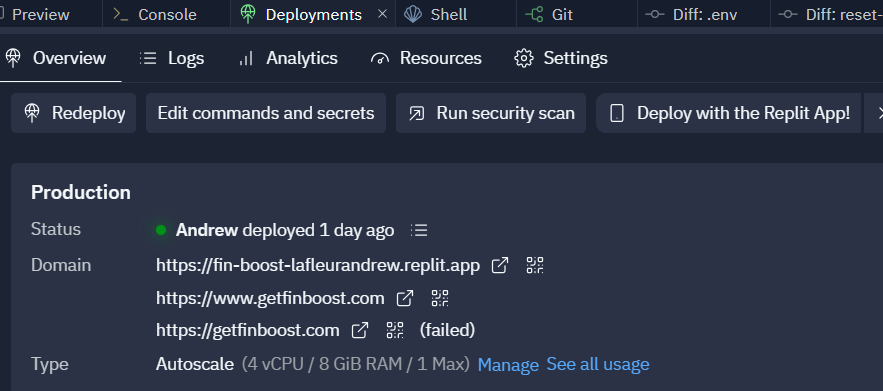 Preview Console Deployments Shell Git Diff: .env Diff: reset-
Overview Logs Analytics Resources Settings
Redeploy Edit commands and secrets Run security scan Deploy with the Replit App!
Production
Status Andrew deployed 1 day ago
Domain https://fin-boost-lafleurandrew.replit.app
https://www.getfinboost.com
https://getfinboost.com (failed)
Type Autoscale (4 vCPU / 8 GiB RAM / 1 Max) Manage See all usage